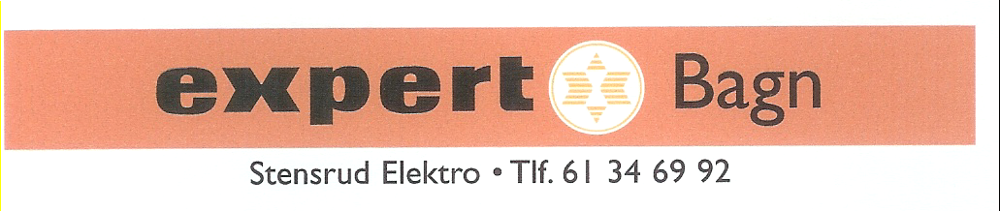 expert Bagn
Stensrud Elektro • Tlf. 61 34 69 92